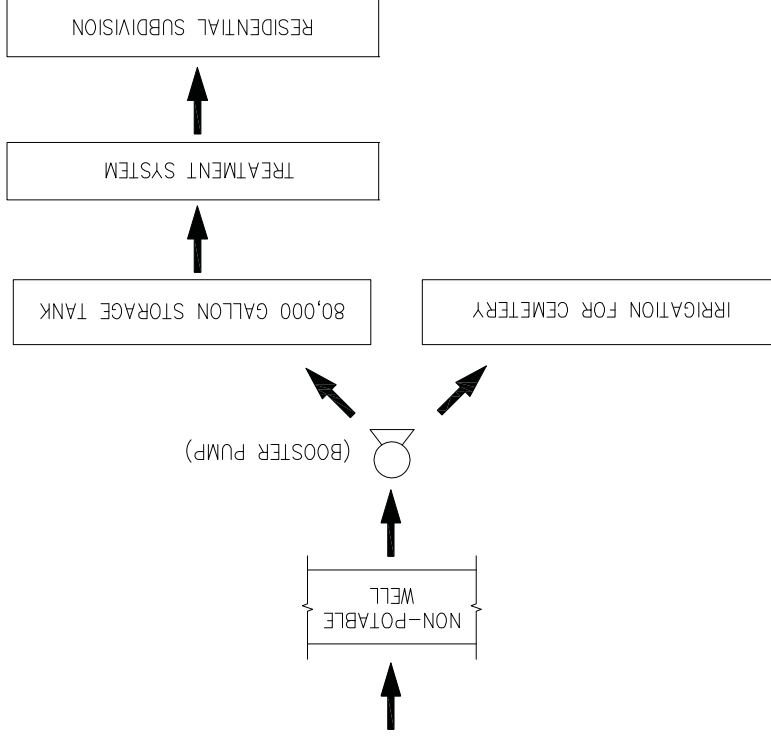 NON-POTABLE
WELL
(BOOSTER PUMP)
IRRIGATION FOR CEMETERY
80,000 GALLON STORAGE TANK
TREATMENT SYSTEM
RESIDENTIAL SUBDIVISION